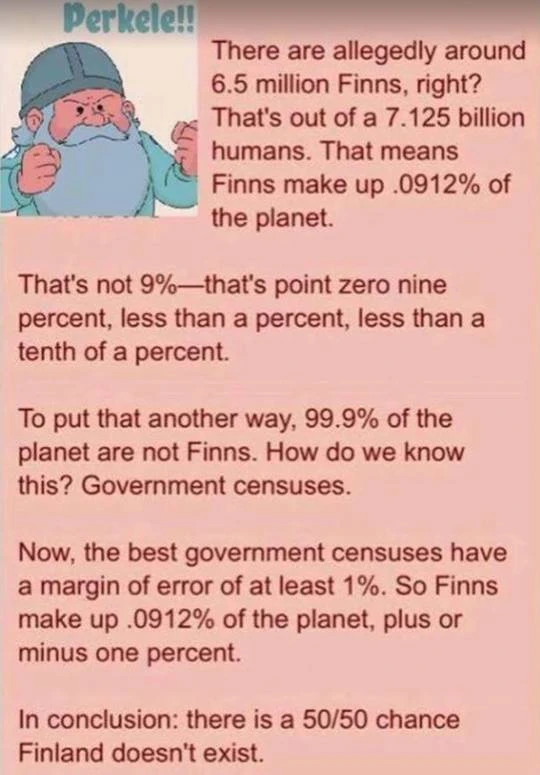 Perkele!!
There are allegedly around
6.5 million Finns, right?
That's out of a 7.125 billion
humans. That means
Finns make up .0912% of
the planet.
That's not 9%—that's point zero nine
percent, less than a percent, less than a
tenth of a percent.
To put that another way, 99.9% of the
planet are not Finns. How do we know
this? Government censuses.
Now, the best government censuses have
a margin of error of at least 1%. So Finns
make up .0912% of the planet, plus or
minus one percent.
In conclusion: there is a 50/50 chance
Finland doesn't exist.